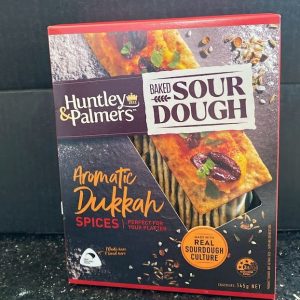 Huntley
& Palmers
BAKED
SOUR
DOUGH
Aromatic
Dukkah
SPICES
PERFECT FOR
YOUR PLATTER
MADE WITH
REAL
SOURDOUGH
CULTURE
CRACKERS 145g NET